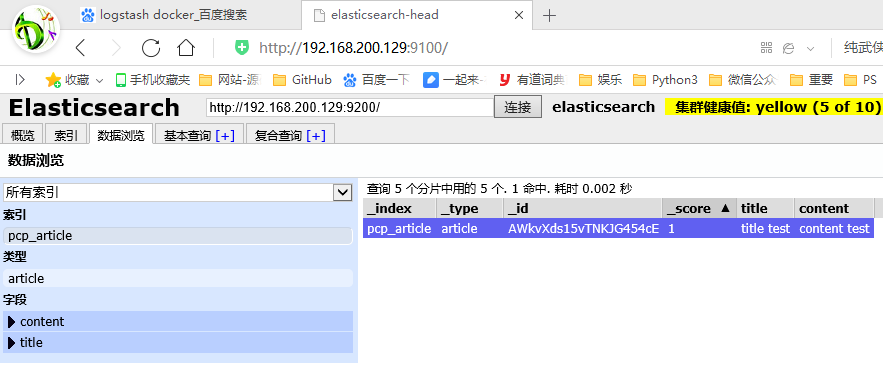 logstash docker_百度搜索 elasticsearch-head
http://192.168.200.129:9100/ 纯武侠
收藏 手机收藏夹 网站-源 GitHub 百度一下 一起来- 有道词典 娱乐 Python3 微信公众 重要 PS
Elasticsearch http://192.168.200.129:9200/ 连接 elasticsearch 集群健康值: yellow (5 of 10)
概览 索引 数据浏览 基本查询 [+] 复合查询 [+]
数据浏览
所有索引
索引
pcp_article
类型
article
字段
content
title
查询 5 个分片中用的 5 个. 1 命中. 耗时 0.002 秒
_index _type _id _score ▲ title content
pcp_article article AWkvXds15vTNKJG454cE 1 title test content test